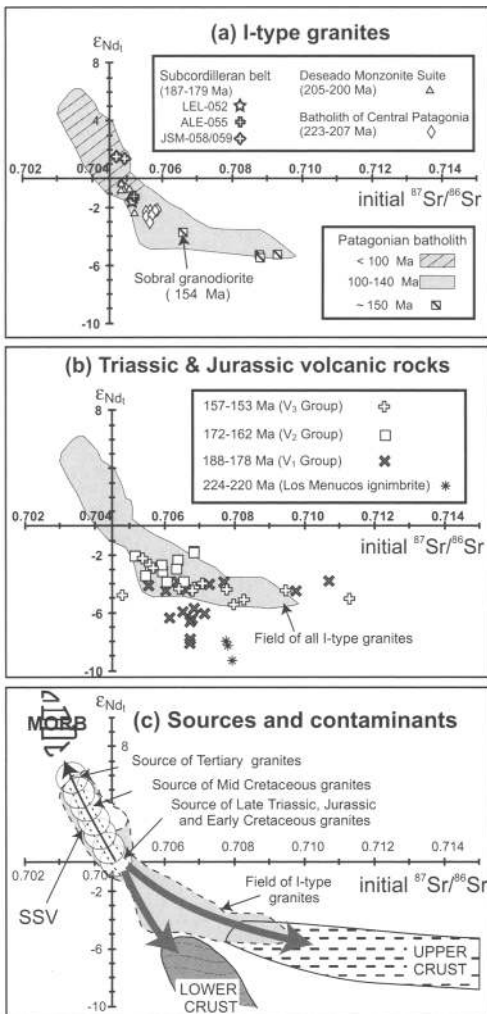 εNdt
(a) I-type granites
8
Subcordilleran belt
(187-179 Ma)
LEL-052
ALE-055
JSM-058/059
Deseado Monzonite Suite
(205-200 Ma)
Batholith of Central Patagonia
(223-207 Ma)
4
0.702
0.704
0.706
0.708
0.710
initial ⁸⁷Sr/⁸⁶Sr
-2
-6
-10
Sobral granodiorite
( 154 Ma)
Patagonian batholith
< 100 Ma
100-140 Ma
~ 150 Ma
(b) Triassic & Jurassic volcanic rocks
εNdt
8
157-153 Ma (V₃ Group)
172-162 Ma (V₂ Group)
188-178 Ma (V₁ Group)
224-220 Ma (Los Menucos ignimbrite)
0.702
0.704
0.706
0.708
0.710
initial ⁸⁷Sr/⁸⁶Sr
-2
-6
-10
Field of all I-type granites
εNdt
MORB
(c) Sources and contaminants
8
Source of Tertiary granites
Source of Mid Cretaceous granites
Source of Late Triassic, Jurassic
and Early Cretaceous granites
0.702
0.704
0.706
0.708
0.710
0.712
0.714
initial ⁸⁷Sr/⁸⁶Sr
SSV
-2
-6
-10
Field of I-type
granites
UPPER
CRUST
LOWER
CRUST